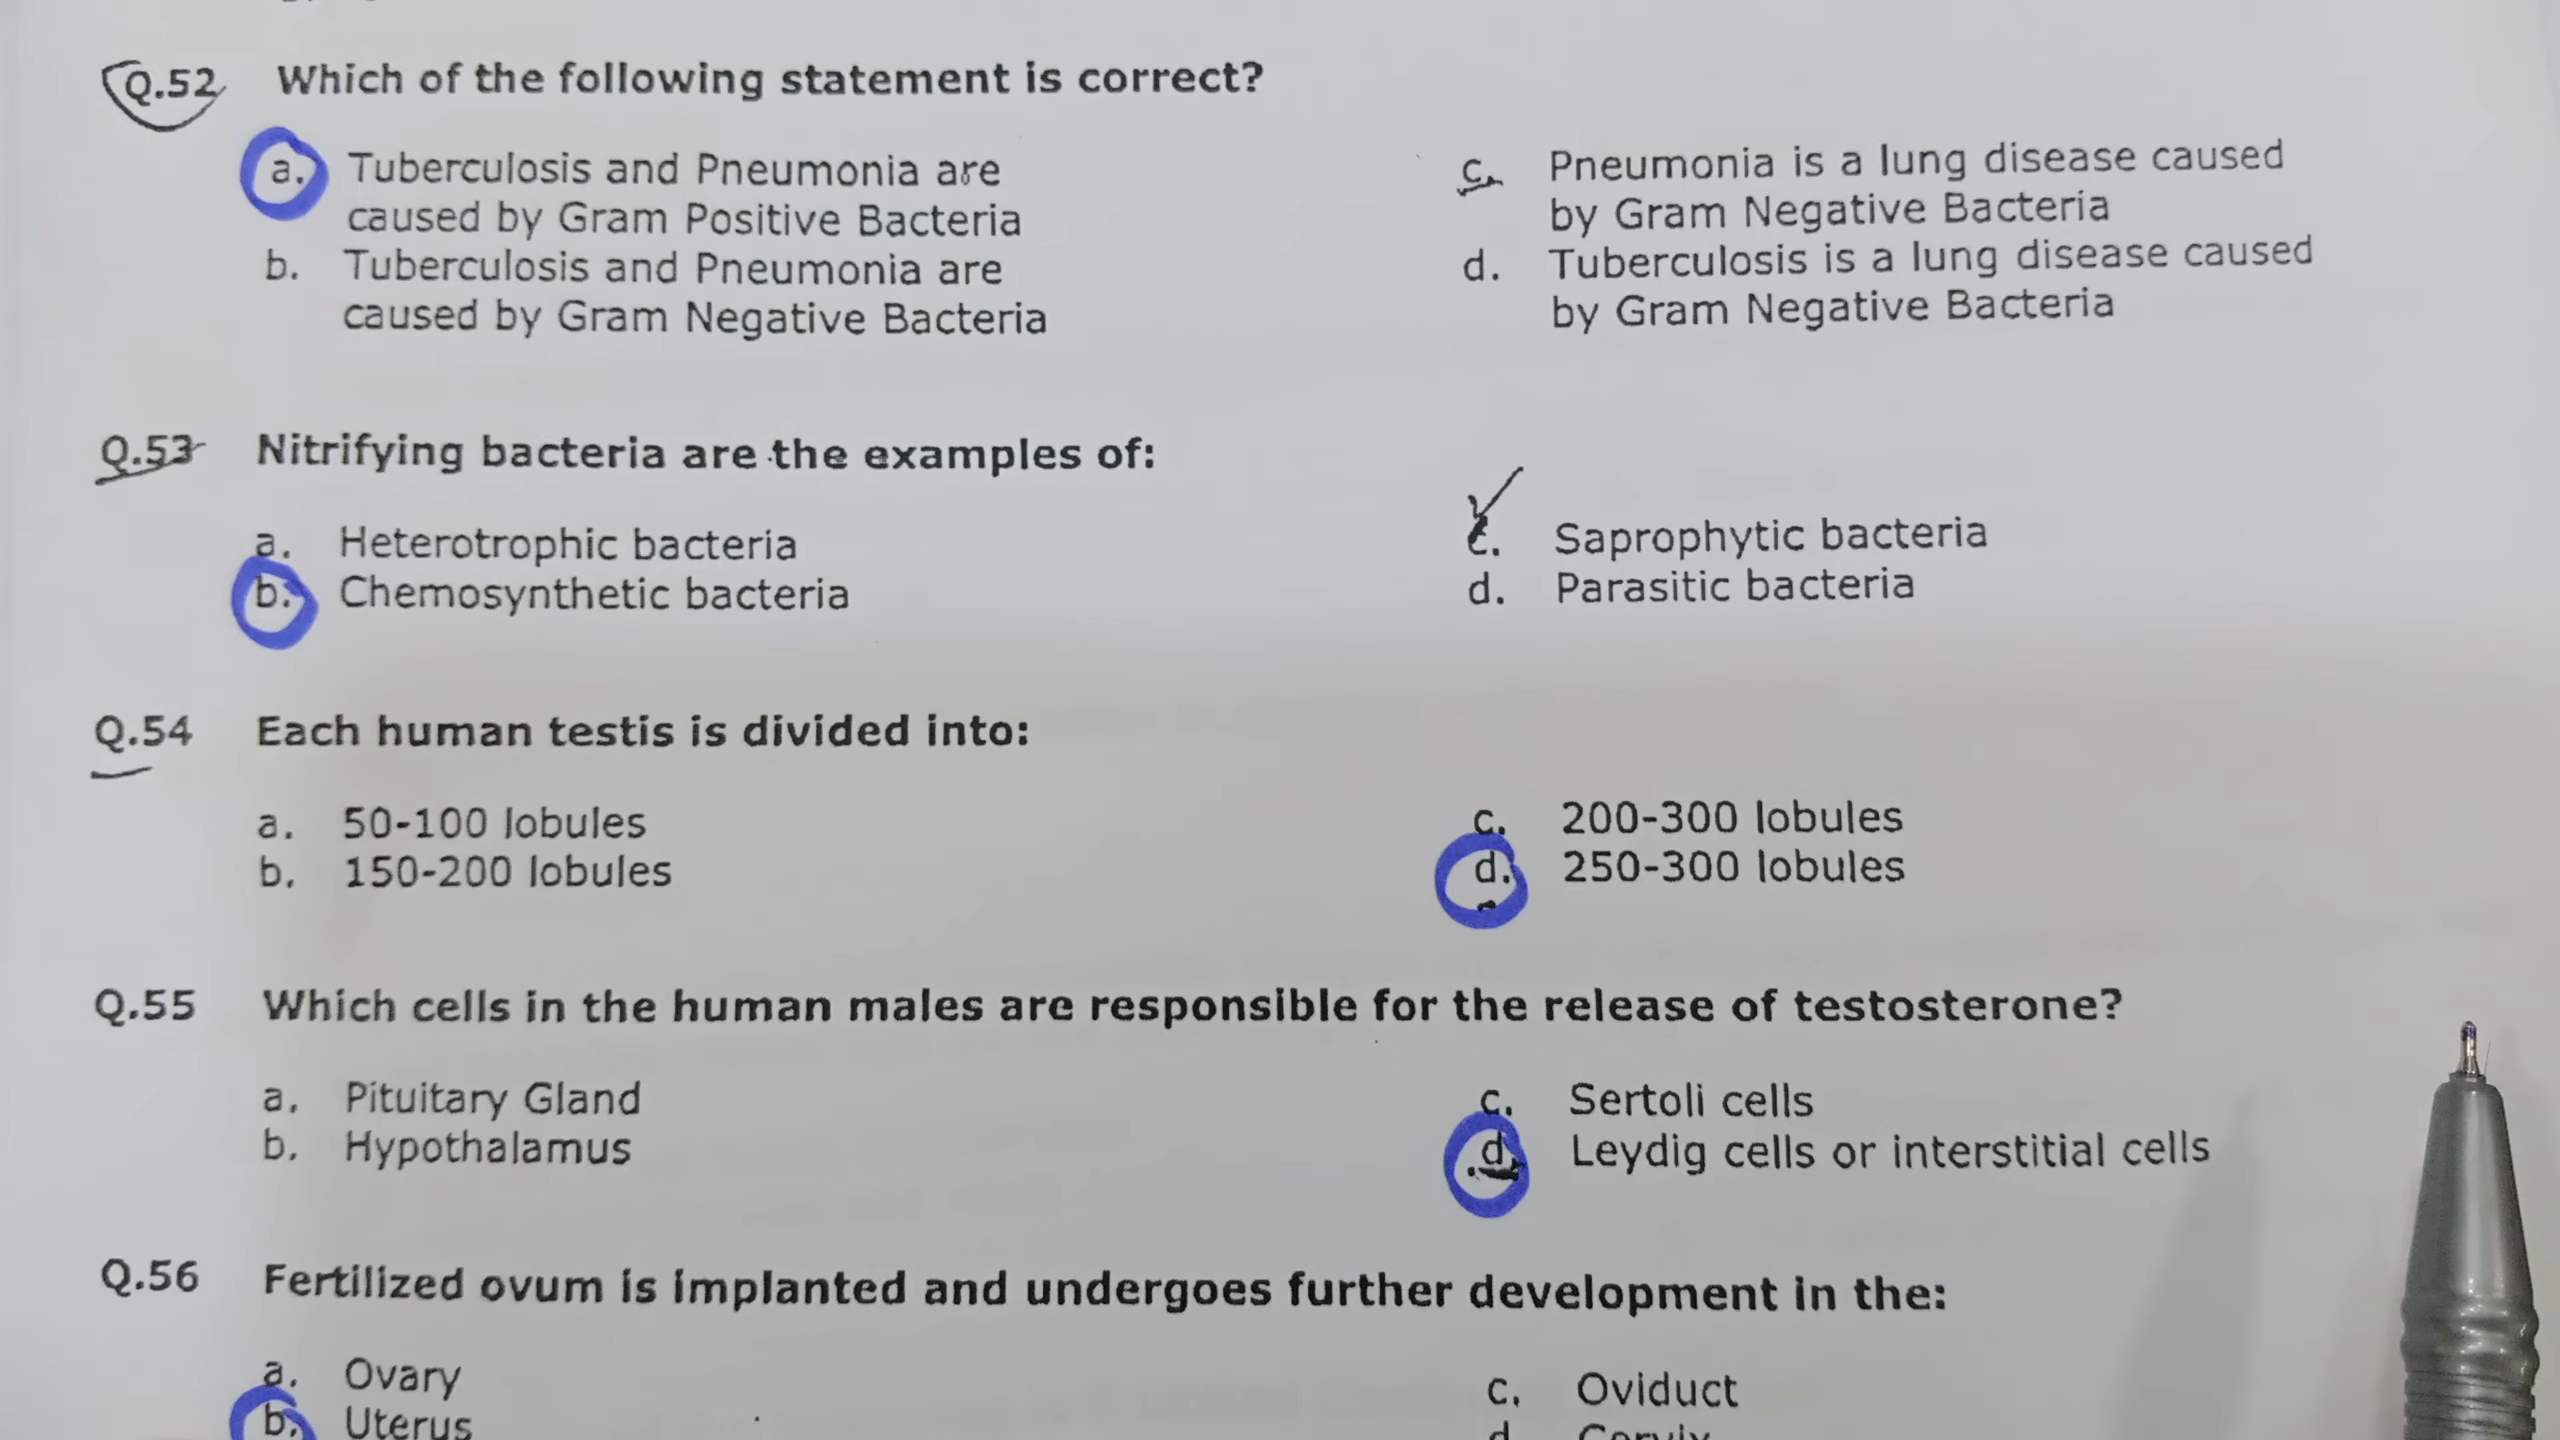 Q.52 Which of the following statement is correct?
a. Tuberculosis and Pneumonia are
caused by Gram Positive Bacteria
b. Tuberculosis and Pneumonia are
caused by Gram Negative Bacteria
c. Pneumonia is a lung disease caused
by Gram Negative Bacteria
d. Tuberculosis is a lung disease caused
by Gram Negative Bacteria
Q.53 Nitrifying bacteria are the examples of:
a. Heterotrophic bacteria
b. Chemosynthetic bacteria
c. Saprophytic bacteria
d. Parasitic bacteria
Q.54 Each human testis is divided into:
a. 50-100 lobules
b. 150-200 lobules
c. 200-300 lobules
d. 250-300 lobules
Q.55 Which cells in the human males are responsible for the release of testosterone?
a. Pituitary Gland
b. Hypothalamus
c. Sertoli cells
d. Leydig cells or interstitial cells
Q.56 Fertilized ovum is implanted and undergoes further development in the:
a. Ovary
b. Uterus
c. Oviduct
d